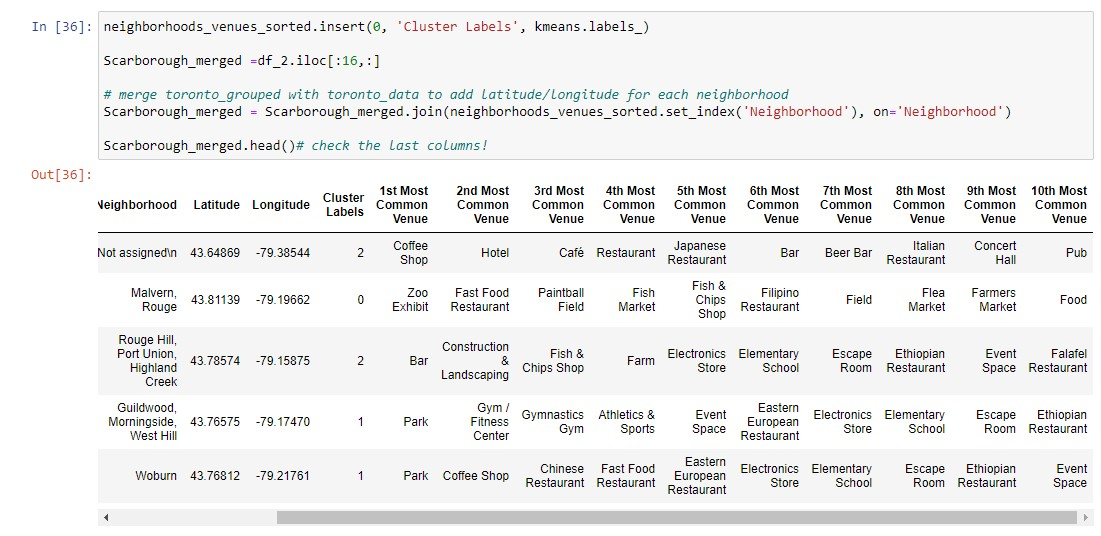 In [36]: neighborhoods_venues_sorted.insert(0, 'Cluster Labels', kmeans.labels_)
Scarborough_merged =df_2.iloc[:16,:]
# merge toronto_grouped with toronto_data to add latitude/longitude for each neighborhood
Scarborough_merged = Scarborough_merged.join(neighborhoods_venues_sorted.set_index('Neighborhood'), on='Neighborhood')
Scarborough_merged.head()# check the last columns!
Out[36]:
Neighborhood Latitude Longitude Cluster Labels 1st Most Common Venue 2nd Most Common Venue 3rd Most Common Venue 4th Most Common Venue 5th Most Common Venue 6th Most Common Venue 7th Most Common Venue 8th Most Common Venue 9th Most Common Venue 10th Most Common Venue
Not assigned\n 43.64869 -79.38544 2 Coffee Shop Hotel Café Restaurant Japanese Restaurant Bar Beer Bar Italian Restaurant Concert Hall Pub
Malvern, Rouge 43.81139 -79.19662 0 Zoo Exhibit Fast Food Restaurant Paintball Field Fish Market Fish & Chips Shop Filipino Restaurant Field Flea Market Farmers Market Food
Rouge Hill, Port Union, Highland Creek 43.78574 -79.15875 2 Bar Construction & Landscaping Fish & Chips Shop Farm Electronics Store Elementary School Escape Room Ethiopian Restaurant Event Space Falafel Restaurant
Guildwood, Morningside, West Hill 43.76575 -79.17470 1 Park Gym / Fitness Center Gymnastics Gym Athletics & Sports Event Space Eastern European Restaurant Electronics Store Elementary School Escape Room Ethiopian Restaurant
Woburn 43.76812 -79.21761 1 Park Coffee Shop Chinese Restaurant Fast Food Restaurant Eastern European Restaurant Electronics Store Elementary School Escape Room Ethiopian Restaurant Event Space